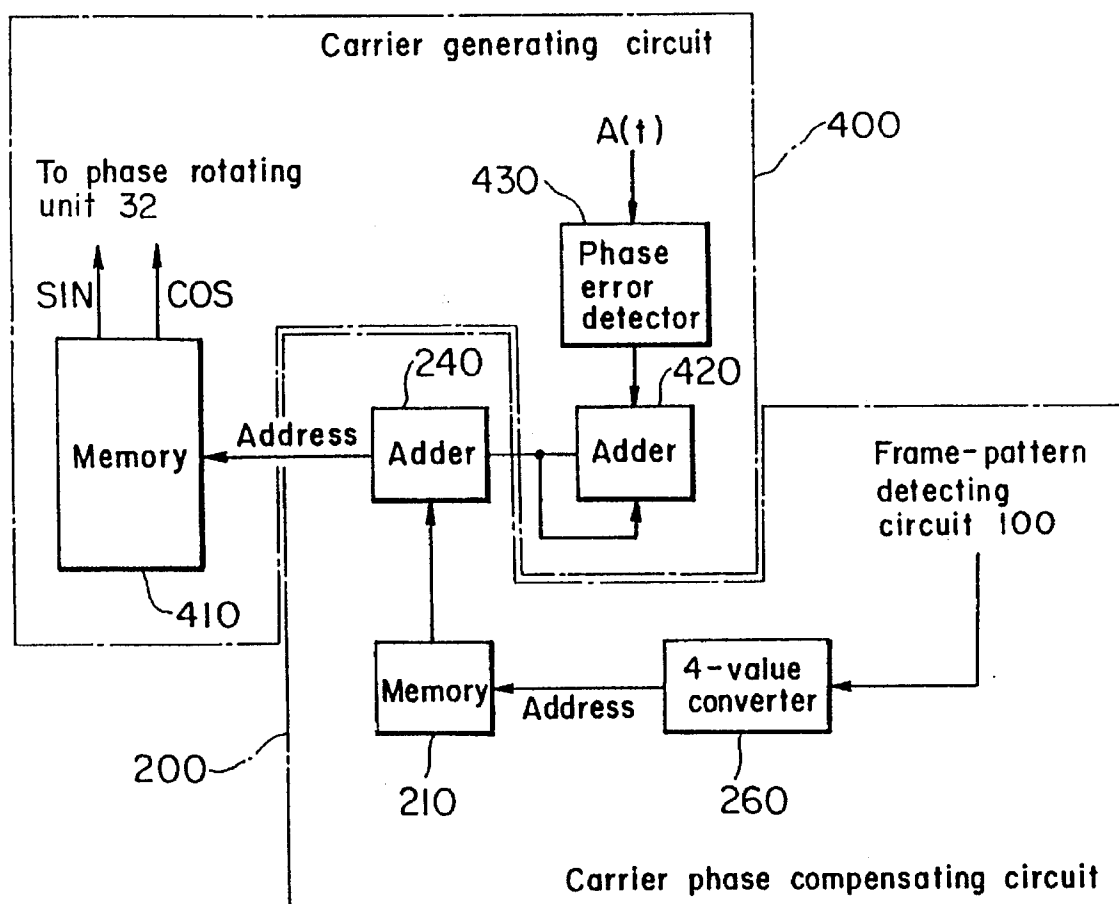 Carrier generating circuit
400
A(t)
To phase rotating
unit 32
430
Phase
error
detector
SIN
COS
240
420
Memory
Address
Adder
Adder
Frame-pattern
detecting
circuit 100
410
Memory
Address
4-value
converter
200
210
260
Carrier phase compensating circuit